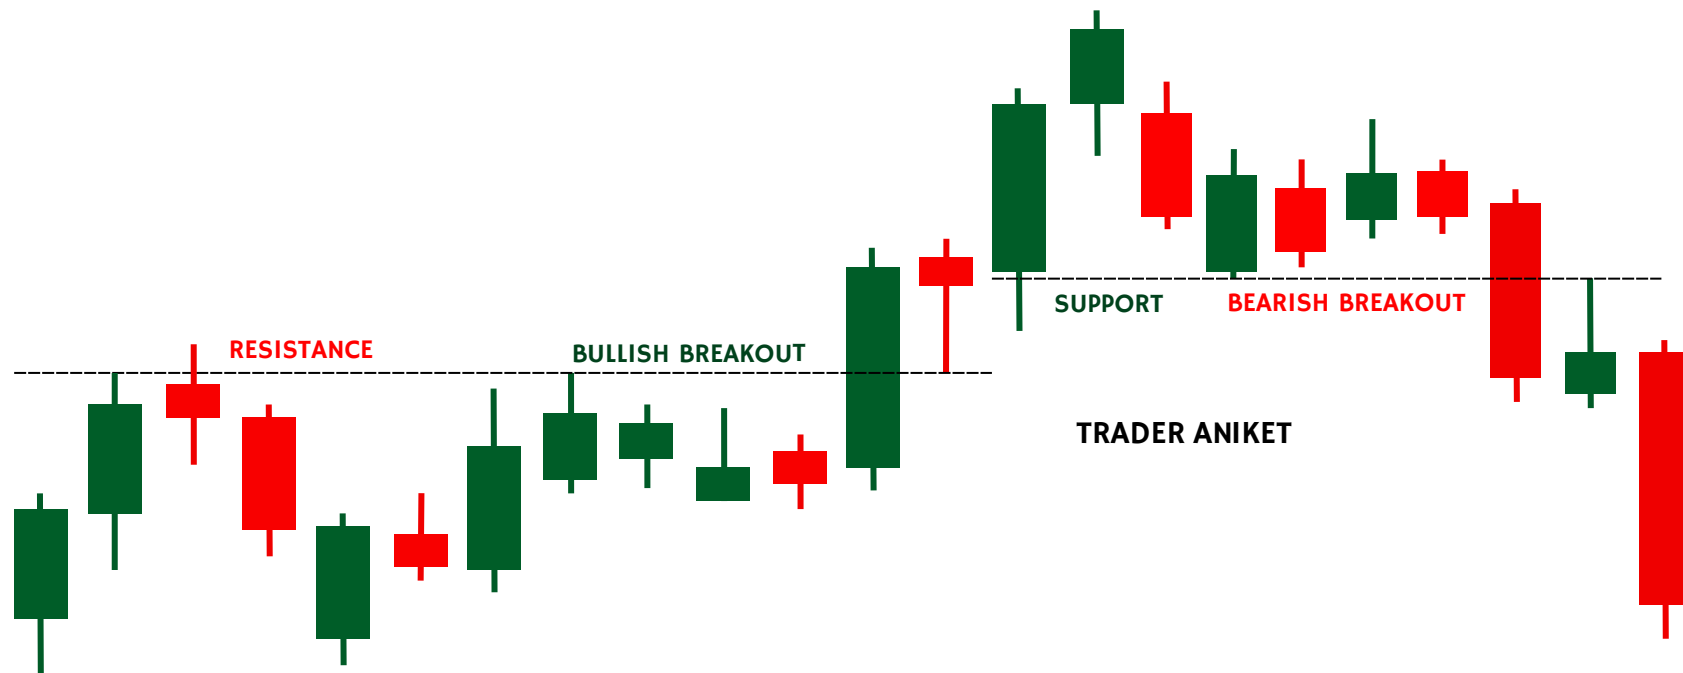 RESISTANCE
BULLISH BREAKOUT
SUPPORT
BEARISH BREAKOUT
TRADER ANIKET